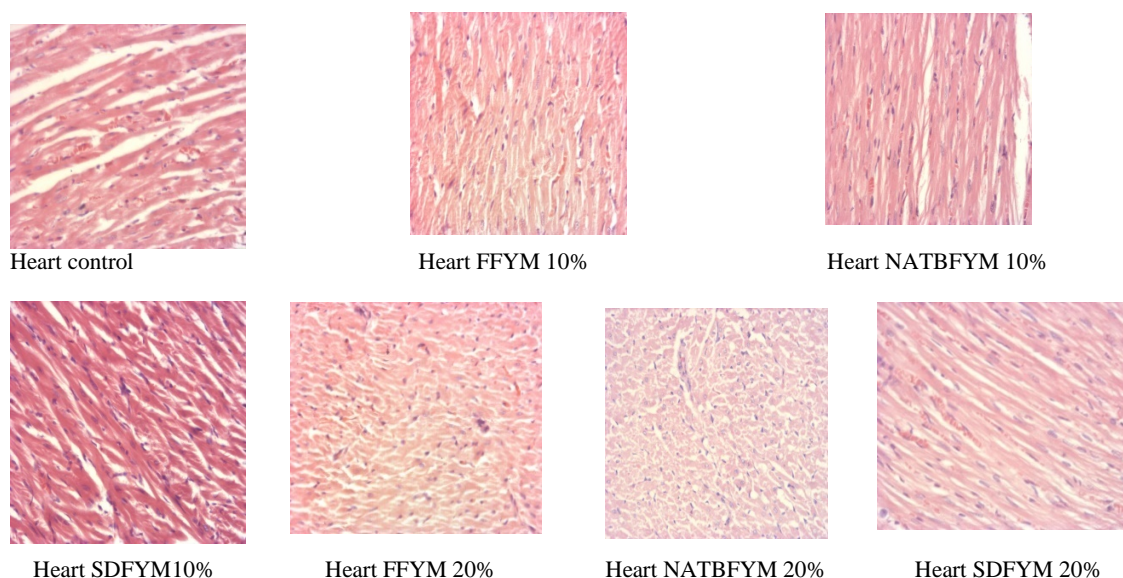 Heart control
Heart FFYM 10%
Heart NATBFYM 10%
Heart SDFYM10%
Heart FFYM 20%
Heart NATBFYM 20%
Heart SDFYM 20%